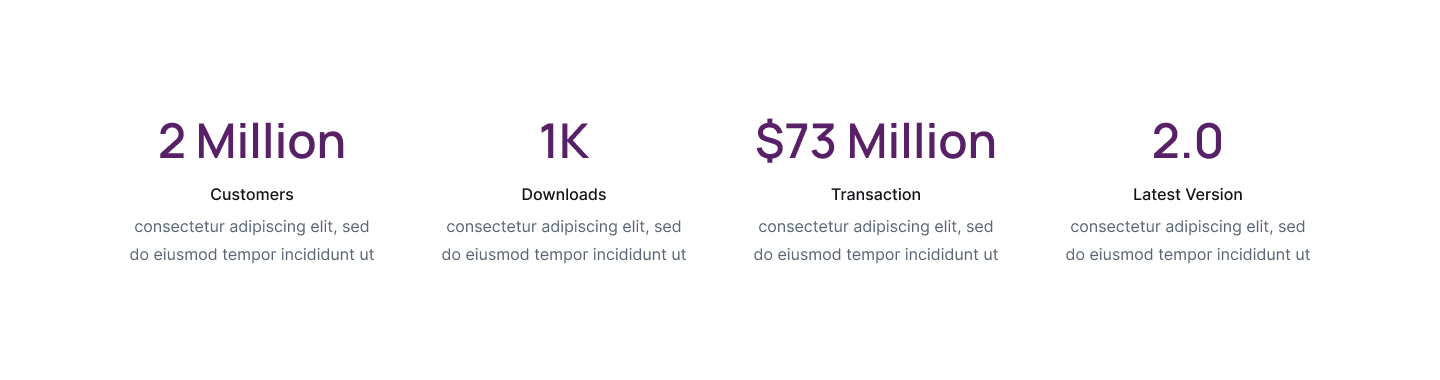 2 Million 1K $73 Million 2.0
Customers Downloads Transaction Latest Version
consectetur adipiscing elit, sed consectetur adipiscing elit, sed consectetur adipiscing elit, sed consectetur adipiscing elit, sed
do eiusmod tempor incididunt ut do eiusmod tempor incididunt ut do eiusmod tempor incididunt ut do eiusmod tempor incididunt ut